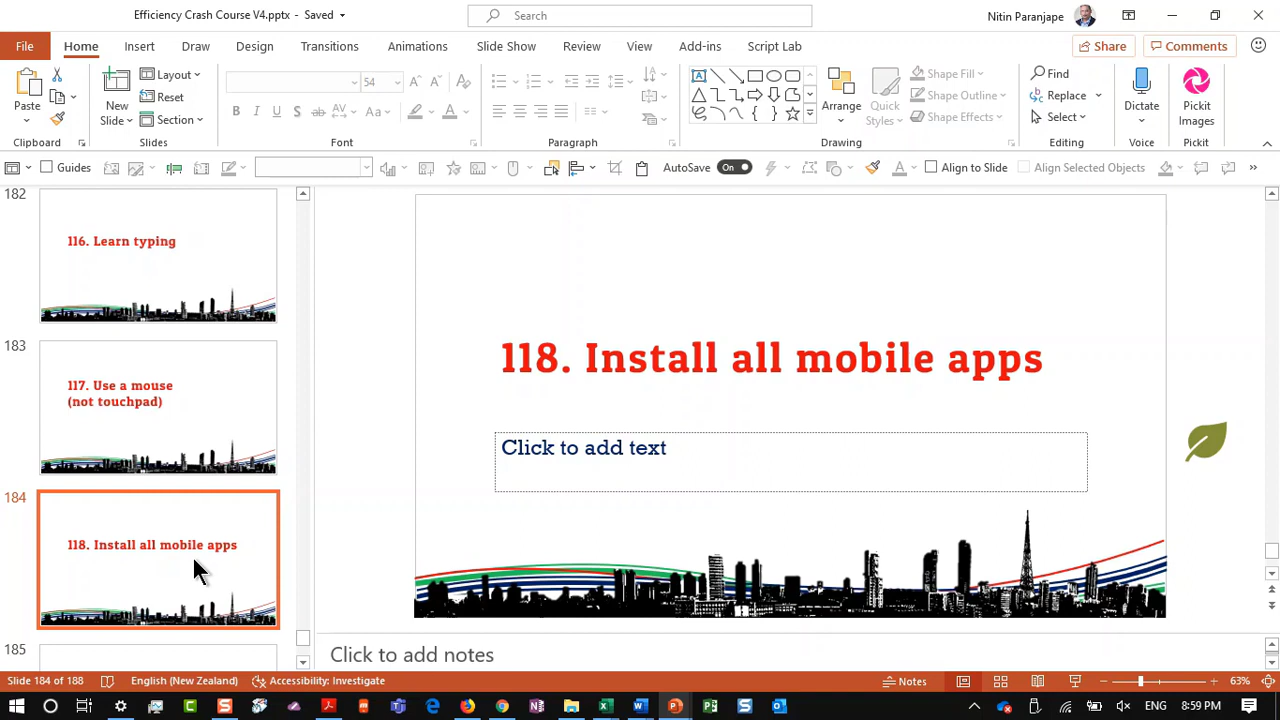 Efficiency Crash Course V4.pptx - Saved
Search
Nitin Paranjape
File Home Insert Draw Design Transitions Animations Slide Show Review View Add-ins Script Lab Share Comments
Paste
Clipboard
New Slide
Layout
Reset
Section
Slides
54
B I U S ab AV Aa A
Font
Paragraph
Arrange
Quick Styles
Shape Fill
Shape Outline
Shape Effects
Drawing
Find
Replace
Select
Editing
Dictate
Voice
Pickit Images
Pickit
Guides
AutoSave On
Align to Slide
Align Selected Objects
182
116. Learn typing
183
117. Use a mouse
(not touchpad)
184
118. Install all mobile apps
185
118. Install all mobile apps
Click to add text
Click to add notes
Slide 184 of 188 English (New Zealand) Accessibility: Investigate Notes 63%
ENG 8:59 PM